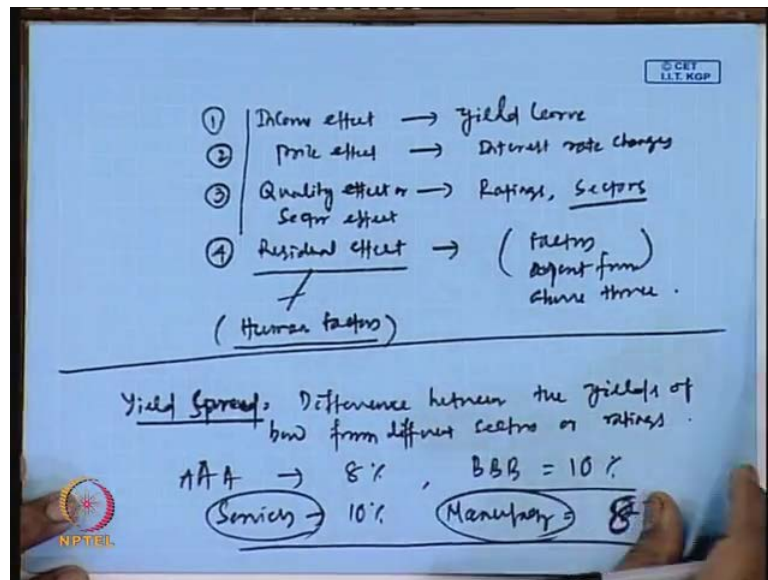 © CET
I.I.T. KGP
① Income effect → Yield Curve
② Price effect → Interest rate changes
③ Quality effect or → Ratings, Sectors
Sector effect
④ Residual effect → ( Factors
apart from
above three. )
( Human factors )
Yield Spread: Difference between the yields of
bond from different sectors or ratings.
AAA → 8% , BBB = 10%
Services → 10% = 8
NPTEL